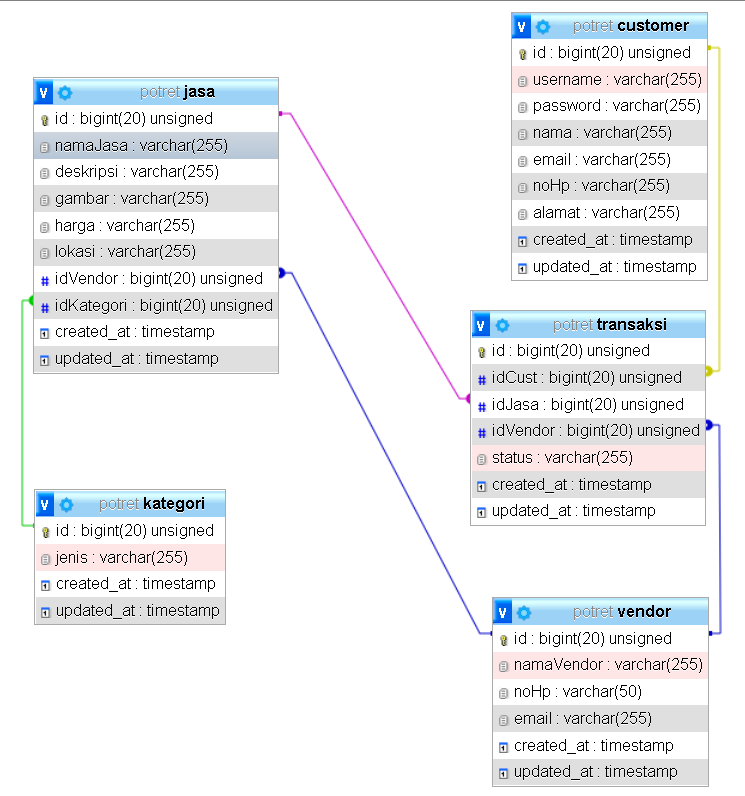 v potret jasa
id : bigint(20) unsigned
namaJasa : varchar(255)
deskripsi : varchar(255)
gambar : varchar(255)
harga : varchar(255)
lokasi : varchar(255)
# idVendor : bigint(20) unsigned
# idKategori : bigint(20) unsigned
created_at : timestamp
updated_at : timestamp
v potret kategori
id : bigint(20) unsigned
jenis : varchar(255)
created_at : timestamp
updated_at : timestamp
v potret customer
id : bigint(20) unsigned
username : varchar(255)
password : varchar(255)
nama : varchar(255)
email : varchar(255)
noHp : varchar(255)
alamat : varchar(255)
created_at : timestamp
updated_at : timestamp
v potret transaksi
id : bigint(20) unsigned
# idCust : bigint(20) unsigned
# idJasa : bigint(20) unsigned
# idVendor : bigint(20) unsigned
status : varchar(255)
created_at : timestamp
updated_at : timestamp
v potret vendor
id : bigint(20) unsigned
namaVendor : varchar(255)
noHp : varchar(50)
email : varchar(255)
created_at : timestamp
updated_at : timestamp